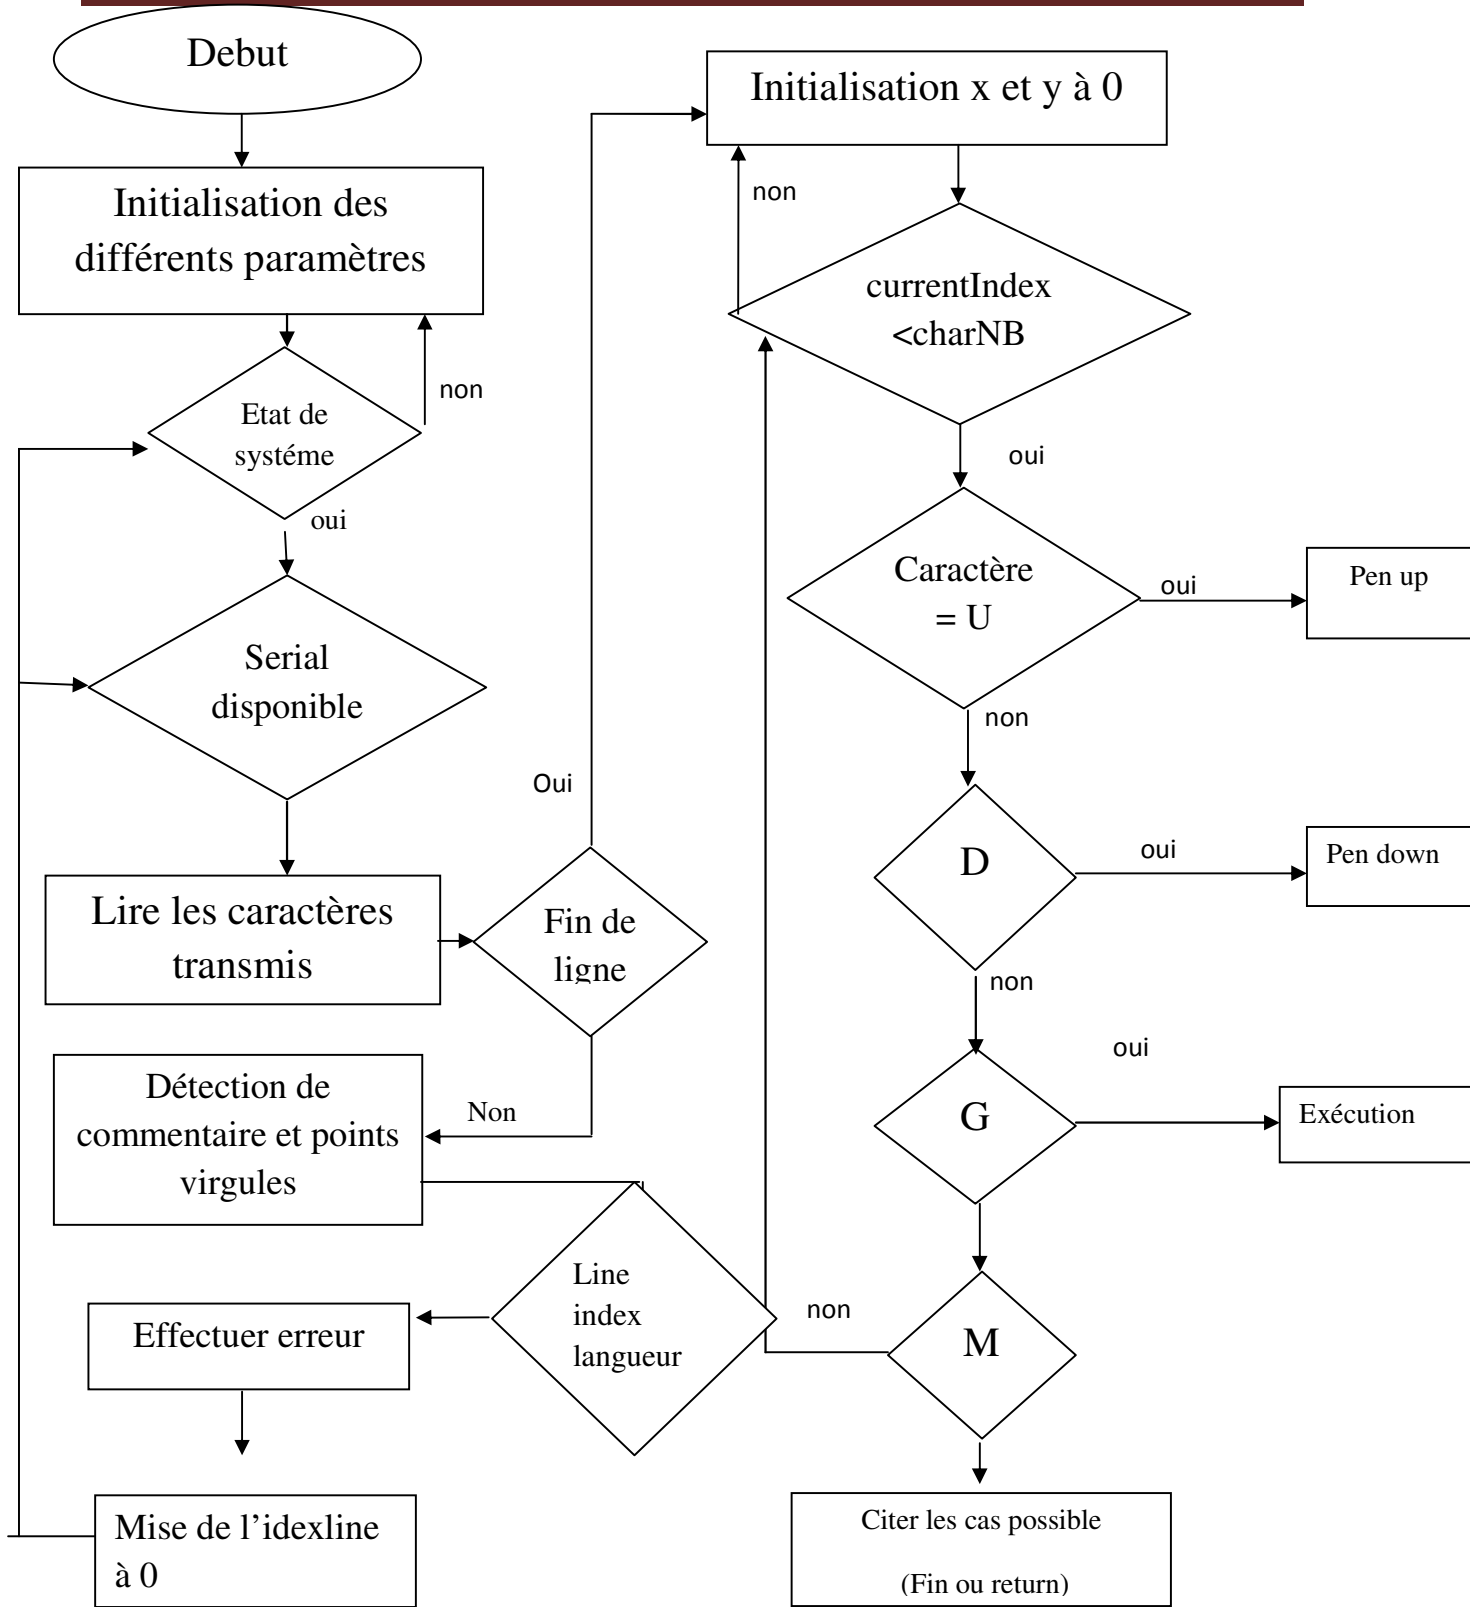 Debut
Initialisation des
différents paramètres
non
Etat de
systéme
oui
Serial
disponible
Lire les caractères
transmis
Oui
Fin de
ligne
Non
Détection de
commentaire et points
virgules
Line
index
langueur
Effectuer erreur
Mise de l’idexline
à 0
Initialisation x et y à 0
non
currentIndex
<charNB
oui
Caractère
= U
oui
Pen up
non
D
oui
Pen down
non
G
oui
Exécution
M
non
Citer les cas possible
(Fin ou return)